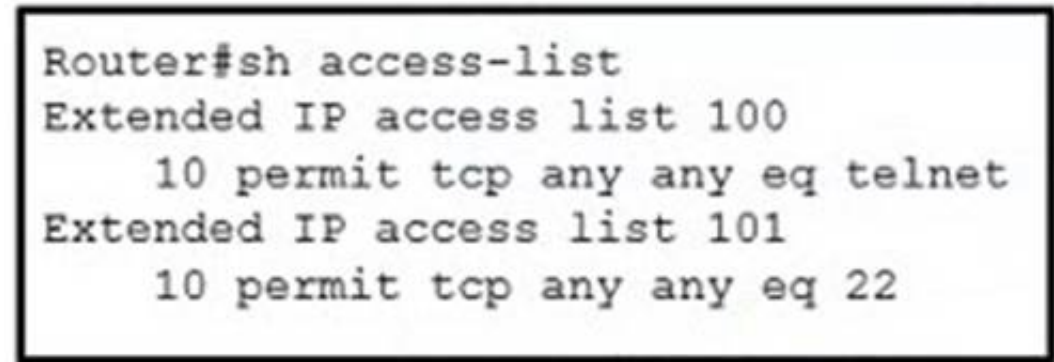 Router#sh access-list
Extended IP access list 100
10 permit tcp any any eq telnet
Extended IP access list 101
10 permit tcp any any eq 22